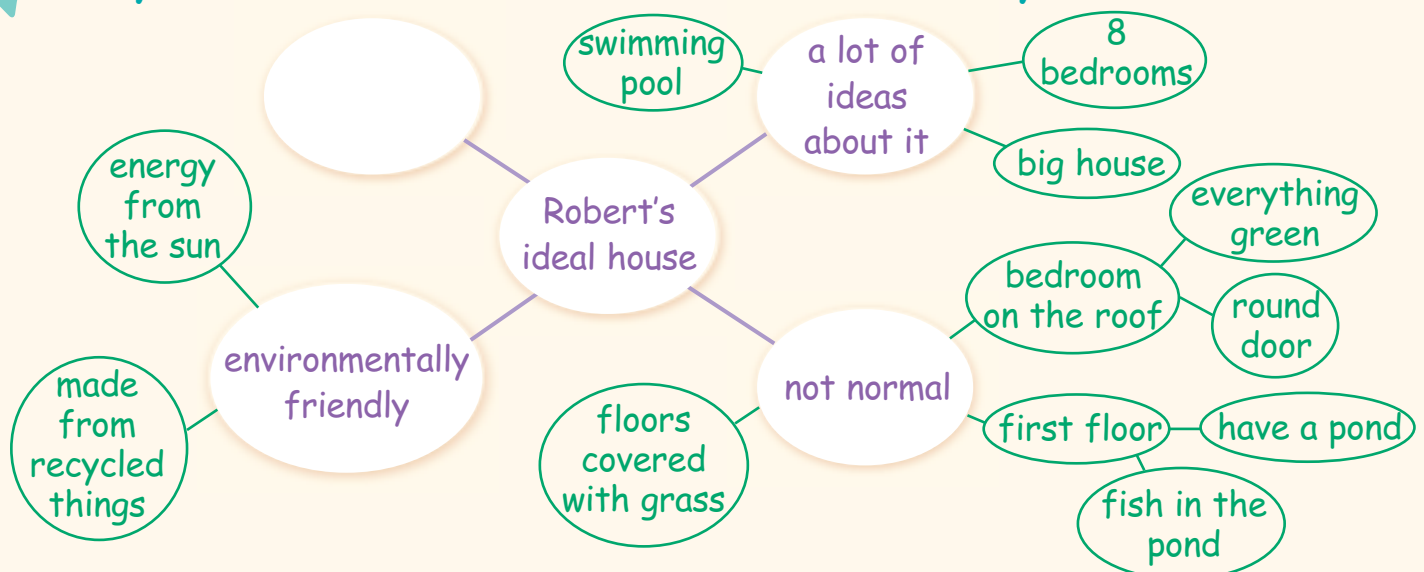 swimming
pool
a lot of
ideas
about it
8
bedrooms
big house
energy
from
the sun
Robert's
ideal house
everything
green
bedroom
on the roof
round
door
environmentally
friendly
made
from
recycled
things
not normal
floors
covered
with grass
first floor
have a pond
fish in the
pond